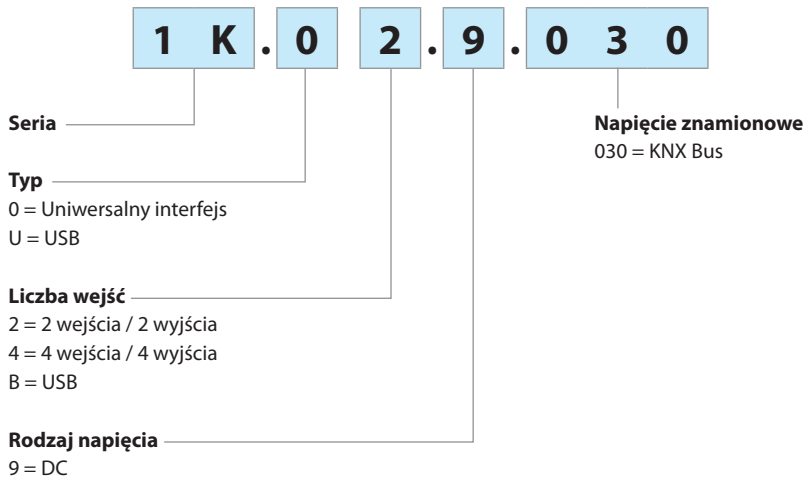 1 K . 0 2 . 9 . 0 3 0
Seria
Typ
0 = Uniwersalny interfejs
U = USB
Liczba wejść
2 = 2 wejścia / 2 wyjścia
4 = 4 wejścia / 4 wyjścia
B = USB
Rodzaj napięcia
9 = DC
Napięcie znamionowe
030 = KNX Bus